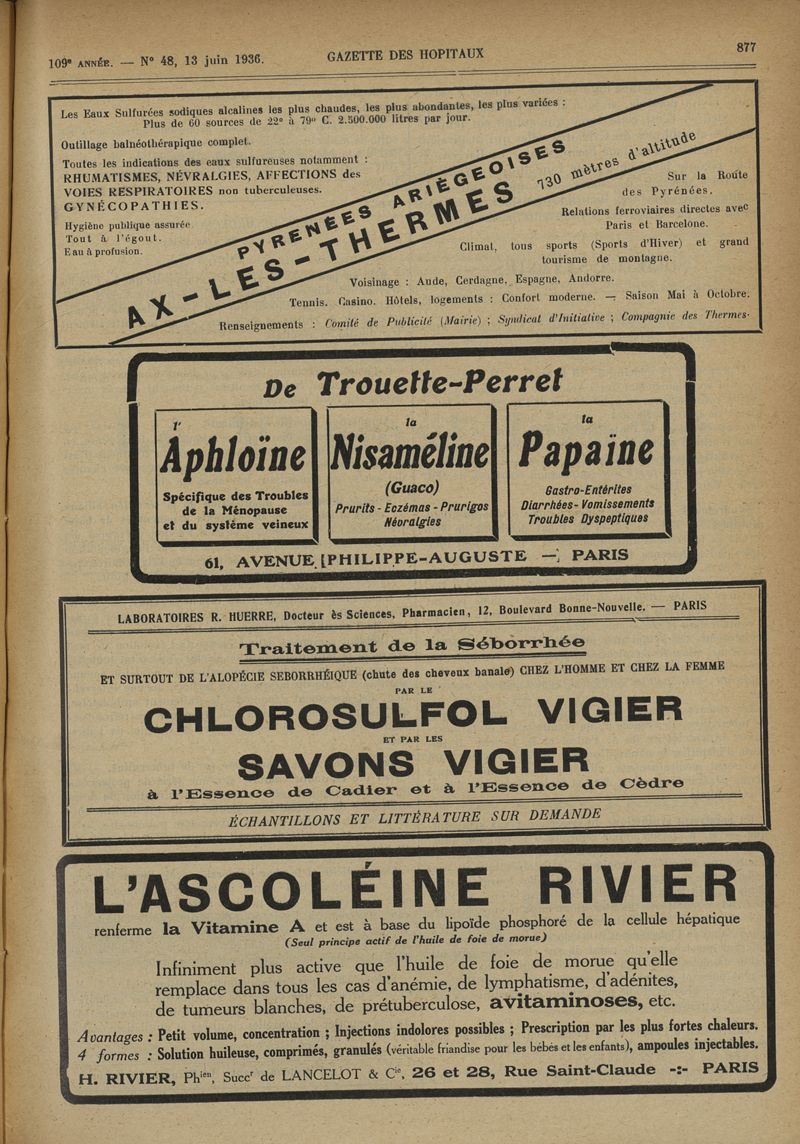 109e ANNÉE. — N° 48, 13 juin 1936.
GAZETTE DES HOPITAUX
877
Les Eaux Sulfurées sodiques alcalines les plus chaudes, les plus abondantes, les plus variées :
Plus de 60 sources de 22° à 79° C. 2.500.000 litres par jour.
Outillage balnéothérapique complet.
Toutes les indications des eaux sulfureuses notamment :
RHUMATISMES, NÉVRALGIES, AFFECTIONS des
VOIES RESPIRATOIRES non tuberculeuses.
GYNÉCOPATHIES.
Hygiène publique assurée
Tout à l'égout.
Eau à profusion.
PYRÉNÉES ARIÉGEOISES
AX-LES-THERMES 730 mètres d'altitude
Sur la Route
des Pyrénées.
Relations ferroviaires directes avec
Paris et Barcelone.
Climat, tous sports (Sports d'Hiver) et grand
tourisme de montagne.
Voisinage : Aude, Cerdagne, Espagne, Andorre.
Tennis. Casino. Hôtels, logements : Confort moderne. — Saison Mai à Octobre.
Renseignements : Comité de Publicité (Mairie) ; Syndicat d'Initiative ; Compagnie des Thermes.
De Trouette-Perret
l'
Aphloïne
Spécifique des Troubles
de la Ménopause
et du système veineux
la
Nisaméline
(Guaco)
Prurits - Eczémas - Prurigos
Néoralgies
la
Papaïne
Gastro-Entérites
Diarrhées - Vomissements
Troubles Dyspeptiques
61, AVENUE PHILIPPE-AUGUSTE — PARIS
LABORATOIRES R. HUERRE, Docteur ès Sciences, Pharmacien, 12, Boulevard Bonne-Nouvelle. — PARIS
Traitement de la Séborrhée
ET SURTOUT DE L'ALOPÉCIE SEBORRHÉIQUE (chute des cheveux banale) CHEZ L'HOMME ET CHEZ LA FEMME
PAR LE
CHLOROSULFOL VIGIER
ET PAR LES
SAVONS VIGIER
à l'Essence de Cadier et à l'Essence de Cèdre
ÉCHANTILLONS ET LITTÉRATURE SUR DEMANDE
L'ASCOLÉINE RIVIER
renferme la Vitamine A et est à base du lipoïde phosphoré de la cellule hépatique
(Seul principe actif de l'huile de foie de morue)
Infiniment plus active que l'huile de foie de morue qu'elle
remplace dans tous les cas d'anémie, de lymphatisme, d'adénites,
de tumeurs blanches, de prétuberculose, avitaminoses, etc.
Avantages : Petit volume, concentration ; Injections indolores possibles ; Prescription par les plus fortes chaleurs.
4 formes : Solution huileuse, comprimés, granulés (véritable friandise pour les bébés et les enfants), ampoules injectables.
H. RIVIER, Phien, Succr de LANCELOT & Cie, 26 et 28, Rue Saint-Claude -:- PARIS